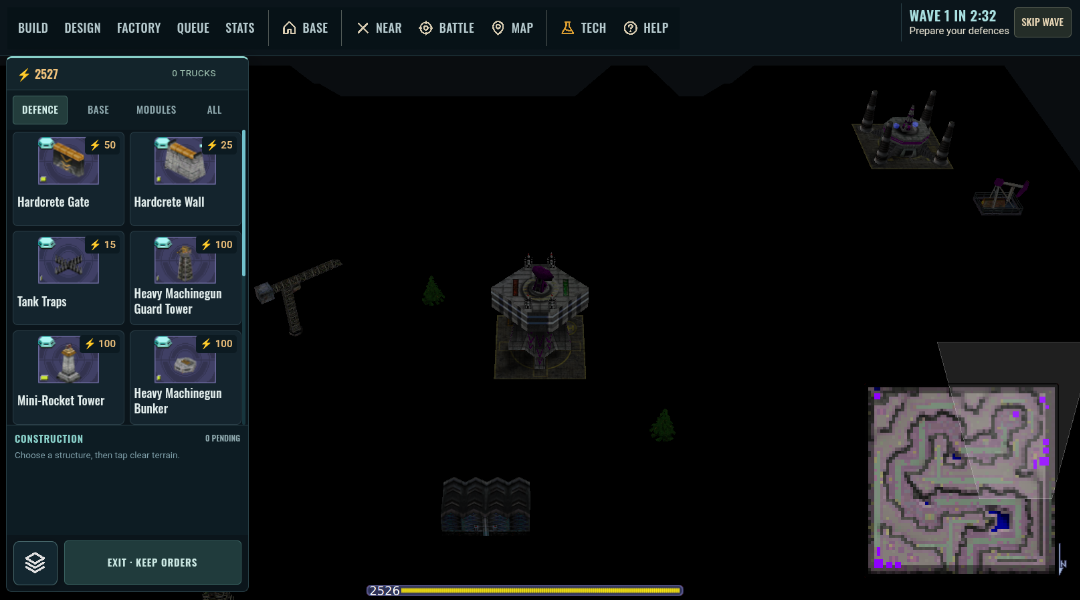 BUILD DESIGN FACTORY QUEUE STATS BASE NEAR BATTLE MAP TECH HELP
WAVE 1 IN 2:32
Prepare your defences
SKIP WAVE
2527
0 TRUCKS
DEFENCE BASE MODULES ALL
50
25
Hardcrete Gate
Hardcrete Wall
15
100
Tank Traps
Heavy Machinegun
Guard Tower
100
100
Mini-Rocket Tower
Heavy Machinegun
Bunker
CONSTRUCTION
0 PENDING
Choose a structure, then tap clear terrain.
EXIT - KEEP ORDERS
2526
N